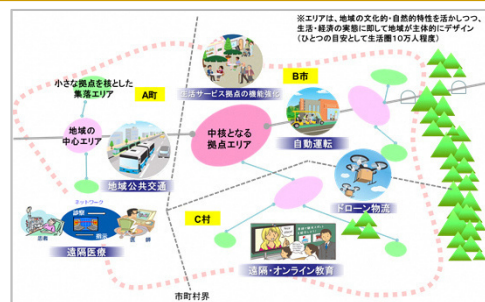 ※エリアは、地域の文化的・自然的特性を活かしつつ、
生活・経済の実態に即して地域が主体的にデザイン
(ひとつの目安として生活圏10万人程度)
小さな拠点を核とした
集落エリア
A町
B市
生活サービス拠点の機能強化
地域の
中心エリア
中核となる
拠点エリア
自動運転
地域公共交通
ドローン物流
ネットワーク
C村
医師
遠隔医療
遠隔・オンライン教育
市町村界